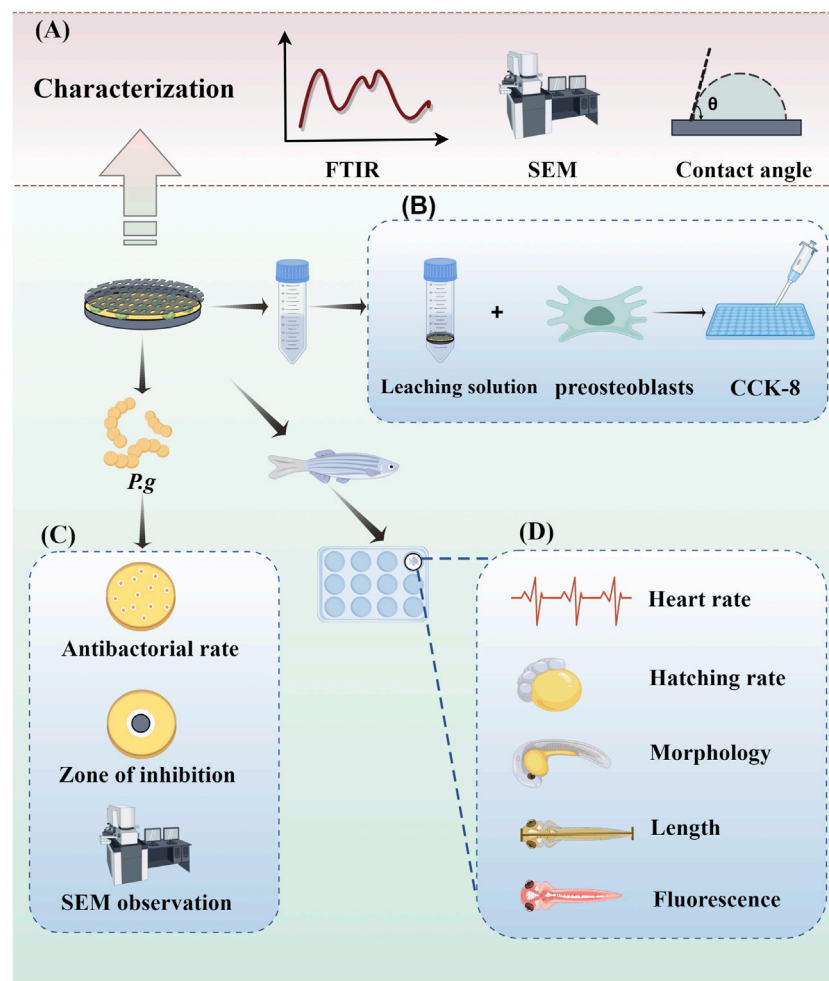 (A)
Characterization
θ
FTIR
SEM
Contact angle
(B)
+
Leaching solution
preosteoblasts
CCK-8
P.g
(C)
Antibactorial rate
Zone of inhibition
SEM observation
(D)
Heart rate
Hatching rate
Morphology
Length
Fluorescence